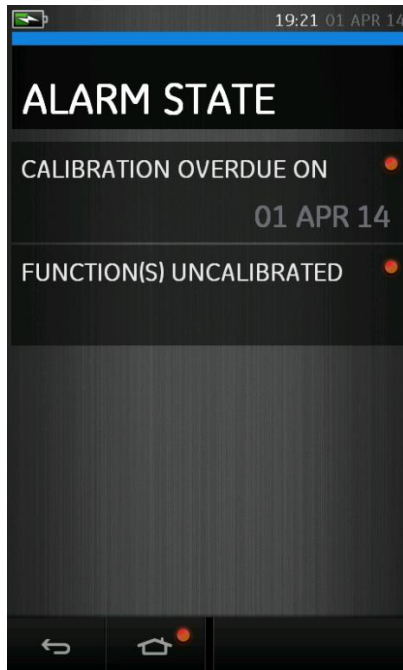 19:21 01 APR 14
ALARM STATE
CALIBRATION OVERDUE ON
01 APR 14
FUNCTION(S) UNCALIBRATED